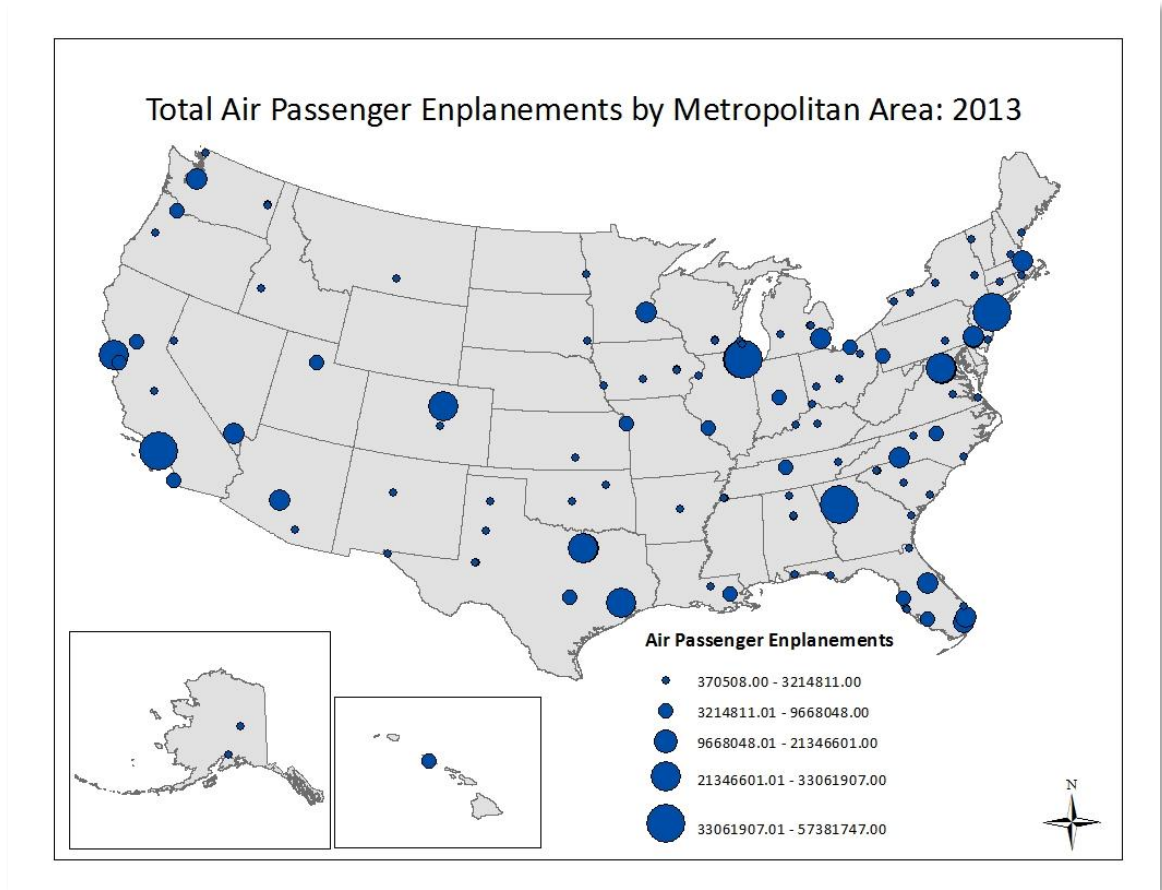 Total Air Passenger Enplanements by Metropolitan Area: 2013
Air Passenger Enplanements
370508.00 - 3214811.00
3214811.01 - 9668048.00
9668048.01 - 21346601.00
21346601.01 - 33061907.00
33061907.01 - 57381747.00
N